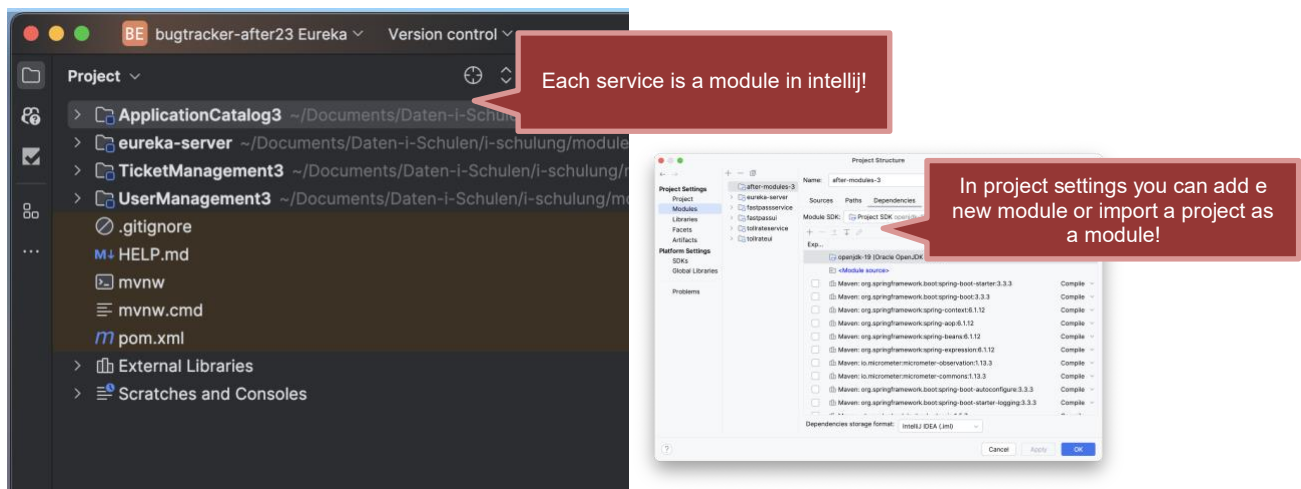 BE bugtracker-after23 Eureka Version control
Project
ApplicationCatalog3 ~/Documents/Daten-i-Schulen
eureka-server ~/Documents/Daten-i-Schulen/i-schulung/module
TicketManagement3 ~/Documents/Daten-i-Schulen/i-schulung/
UserManagement3 ~/Documents/Daten-i-Schulen/i-schulung/
.gitignore
M↓ HELP.md
mvnw
mvnw.cmd
m pom.xml
External Libraries
Scratches and Consoles
Each service is a module in intellij!
In project settings you can add e
new module or import a project as
a module!
Project Structure
Project Settings
Project
Modules
Libraries
Facets
Artifacts
Platform Settings
SDKs
Global Libraries
Problems
after-modules-3
eureka-server
fastpassservice
fastpassui
tollrateservice
tollrateui
Name: after-modules-3
Sources Paths Dependencies
Module SDK: Project SDK
Exp...
openjdk-19 (Oracle OpenJDK
<Module source>
Maven: org.springframework.boot:spring-boot-starter:3.3.3 Compile
Maven: org.springframework.boot:spring-boot:3.3.3 Compile
Maven: org.springframework:spring-context:6.1.12 Compile
Maven: org.springframework:spring-aop:6.1.12 Compile
Maven: org.springframework:spring-beans:6.1.12 Compile
Maven: org.springframework:spring-expression:6.1.12 Compile
Maven: io.micrometer:micrometer-observation:1.13.3 Compile
Maven: io.micrometer:micrometer-commons:1.13.3 Compile
Maven: org.springframework.boot:spring-boot-autoconfigure:3.3.3 Compile
Maven: org.springframework.boot:spring-boot-starter-logging:3.3.3 Compile
Dependencies storage format: IntelliJ IDEA (.iml)
? Cancel Apply OK